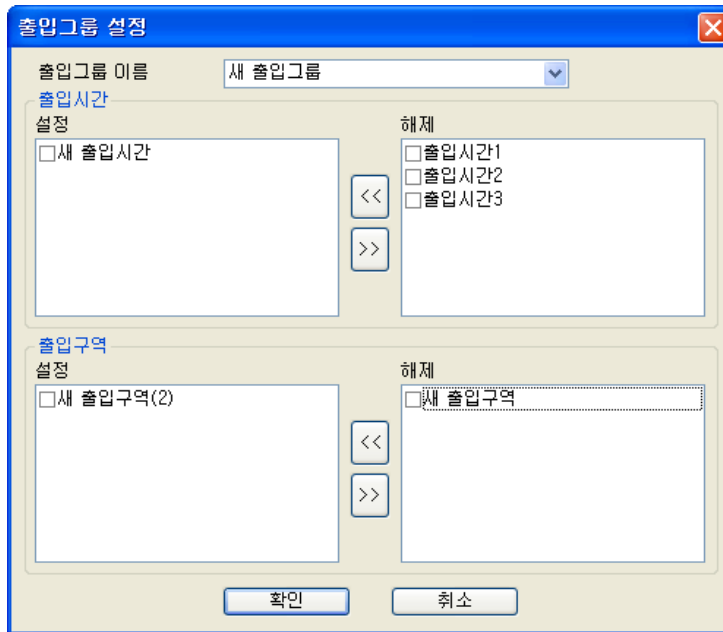 출입그룹 설정
출입그룹 이름 새 출입그룹
출입시간
설정 해제
새 출입시간
출입시간1
출입시간2
출입시간3
<<
>>
출입구역
설정 해제
새 출입구역(2)
새 출입구역
<<
>>
확인 취소